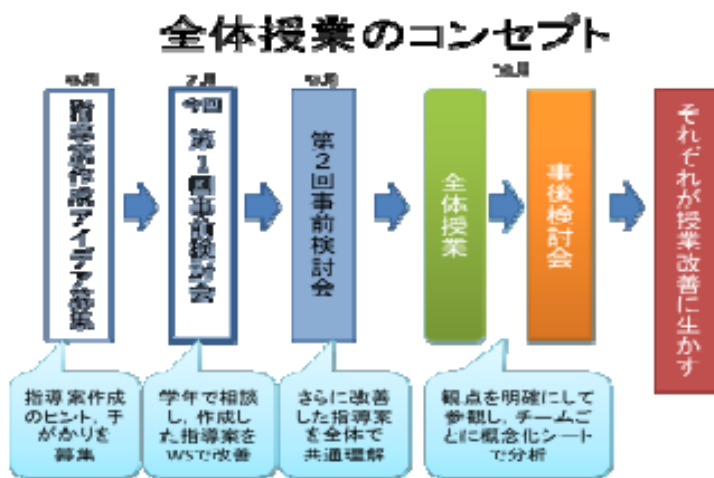 全体授業のコンセプト
7月
指導案作成アイデア募集
今回 第1回事前検討会
第2回事前検討会
全体授業
事後検討会
それぞれが授業改善に生かす
指導案作成
のヒント、手
がかりを
募集
学年で相談
し、作成し
た指導案を
WSで改善
さらに改善
した指導案
を全体で
共通理解
観点を明確にして
参観し、チームご
とに概念化シート
で分析